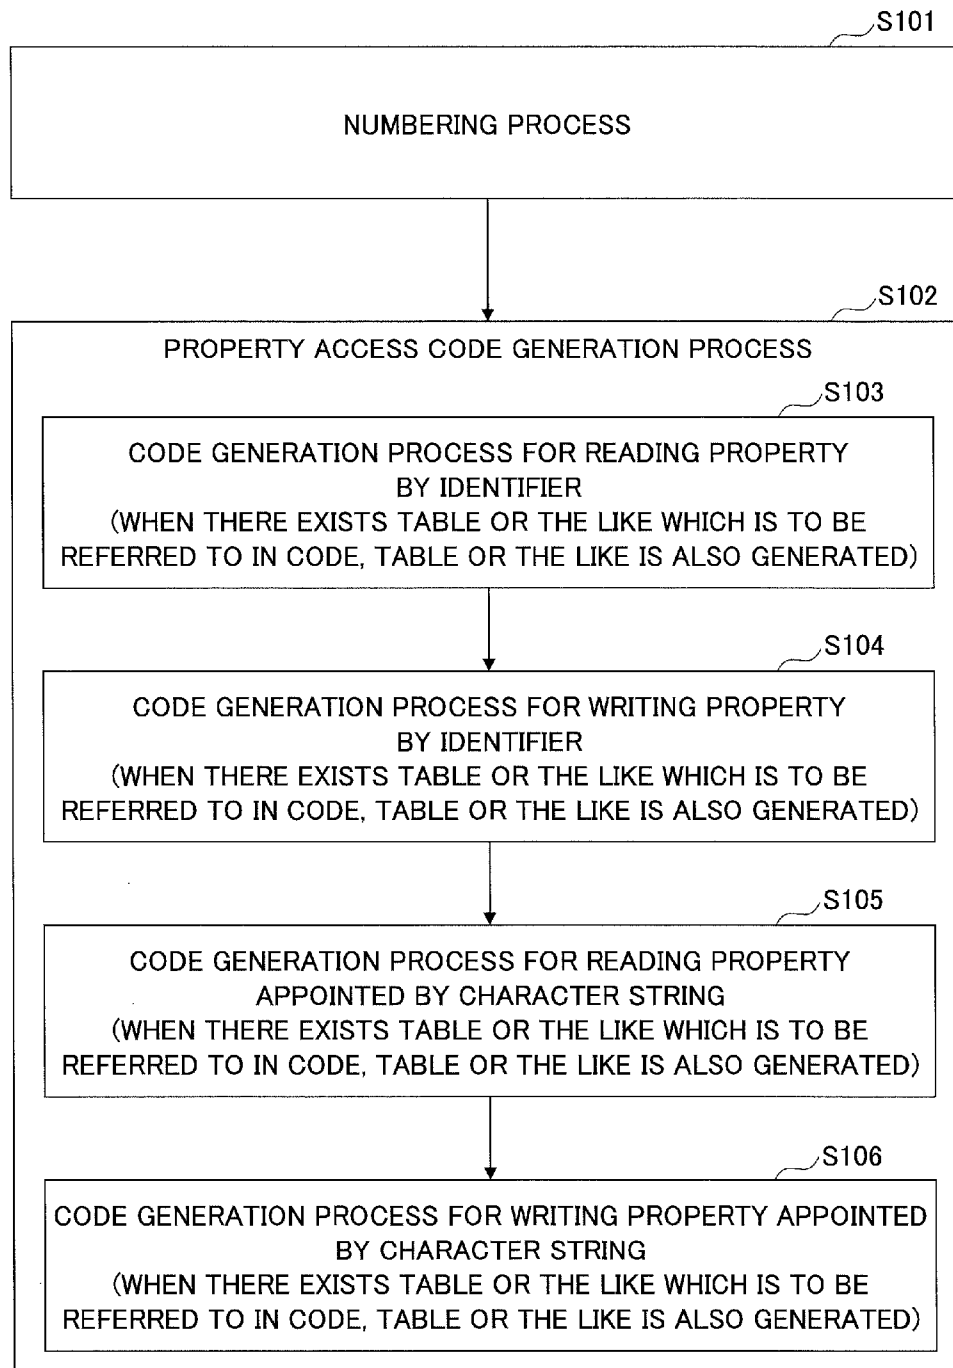 S101
NUMBERING PROCESS
S102
PROPERTY ACCESS CODE GENERATION PROCESS
S103
CODE GENERATION PROCESS FOR READING PROPERTY
BY IDENTIFIER
(WHEN THERE EXISTS TABLE OR THE LIKE WHICH IS TO BE
REFERRED TO IN CODE, TABLE OR THE LIKE IS ALSO GENERATED)
S104
CODE GENERATION PROCESS FOR WRITING PROPERTY
BY IDENTIFIER
(WHEN THERE EXISTS TABLE OR THE LIKE WHICH IS TO BE
REFERRED TO IN CODE, TABLE OR THE LIKE IS ALSO GENERATED)
S105
CODE GENERATION PROCESS FOR READING PROPERTY
APPOINTED BY CHARACTER STRING
(WHEN THERE EXISTS TABLE OR THE LIKE WHICH IS TO BE
REFERRED TO IN CODE, TABLE OR THE LIKE IS ALSO GENERATED)
S106
CODE GENERATION PROCESS FOR WRITING PROPERTY APPOINTED
BY CHARACTER STRING
(WHEN THERE EXISTS TABLE OR THE LIKE WHICH IS TO BE
REFERRED TO IN CODE, TABLE OR THE LIKE IS ALSO GENERATED)